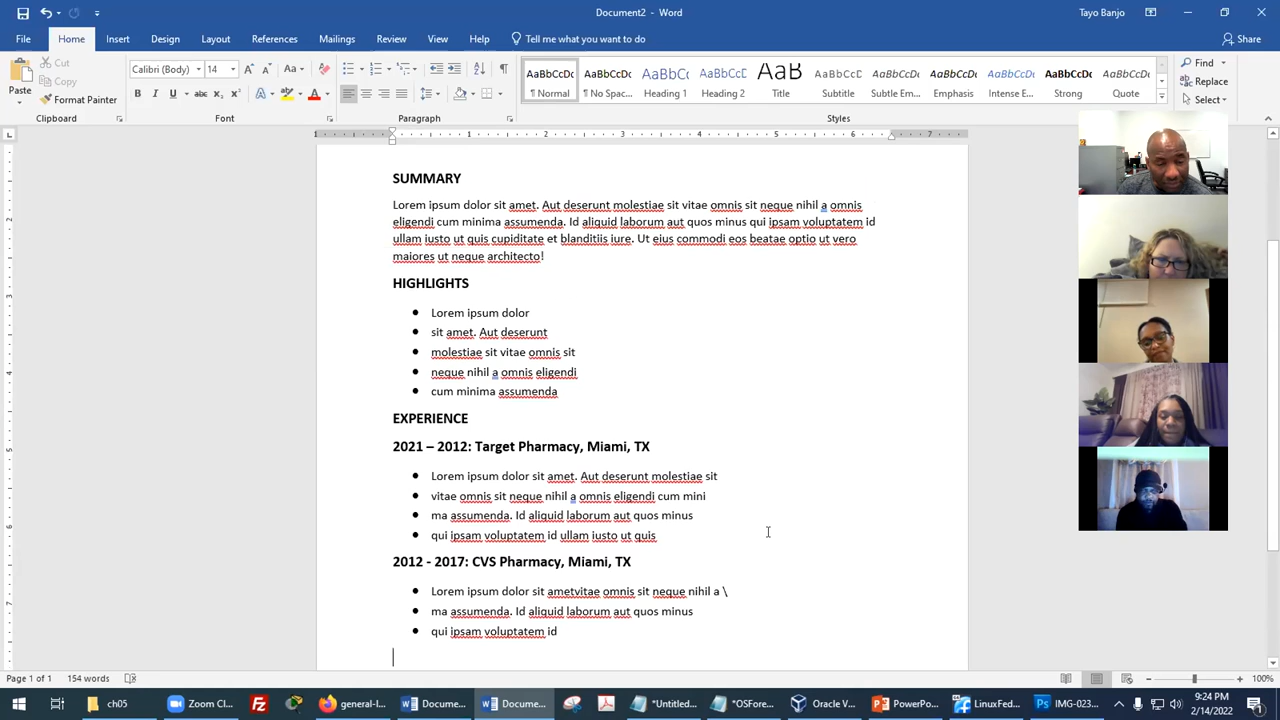 Document2 - Word
Tayo Banjo
File Home Insert Design Layout References Mailings Review View Help Tell me what you want to do
Share
Paste
Cut
Copy
Format Painter
Calibri (Body) 14
Clipboard
Font
Paragraph
AaBbCcDc AaBbCcDc AaBbCc AaBbCcD AaB AaBbCcD AaBbCcDc AaBbCcDc AaBbCcDc AaBbCcDc AaBbCcDc
¶ Normal ¶ No Spac... Heading 1 Heading 2 Title Subtitle Subtle Em... Emphasis Intense E... Strong Quote
Styles
Find
Replace
Select
SUMMARY
Lorem ipsum dolor sit amet. Aut deserunt molestiae sit vitae omnis sit neque nihil a omnis
eligendi cum minima assumenda. Id aliquid laborum aut quos minus qui ipsam voluptatem id
ullam iusto ut quis cupiditate et blanditiis iure. Ut eius commodi eos beatae optio ut vero
maiores ut neque architecto!
HIGHLIGHTS
• Lorem ipsum dolor
• sit amet. Aut deserunt
• molestiae sit vitae omnis sit
• neque nihil a omnis eligendi
• cum minima assumenda
EXPERIENCE
2021 – 2012: Target Pharmacy, Miami, TX
• Lorem ipsum dolor sit amet. Aut deserunt molestiae sit
• vitae omnis sit neque nihil a omnis eligendi cum mini
• ma assumenda. Id aliquid laborum aut quos minus
• qui ipsam voluptatem id ullam iusto ut quis
2012 - 2017: CVS Pharmacy, Miami, TX
• Lorem ipsum dolor sit ametvitae omnis sit neque nihil a \
• ma assumenda. Id aliquid laborum aut quos minus
• qui ipsam voluptatem id
Page 1 of 1 154 words
100%
ch05 Zoom Cl... general-I... Docume... *Untitled... *OSFore... Oracle V... PowerPo... LinuxFed... IMG-023...
9:24 PM
2/14/2022